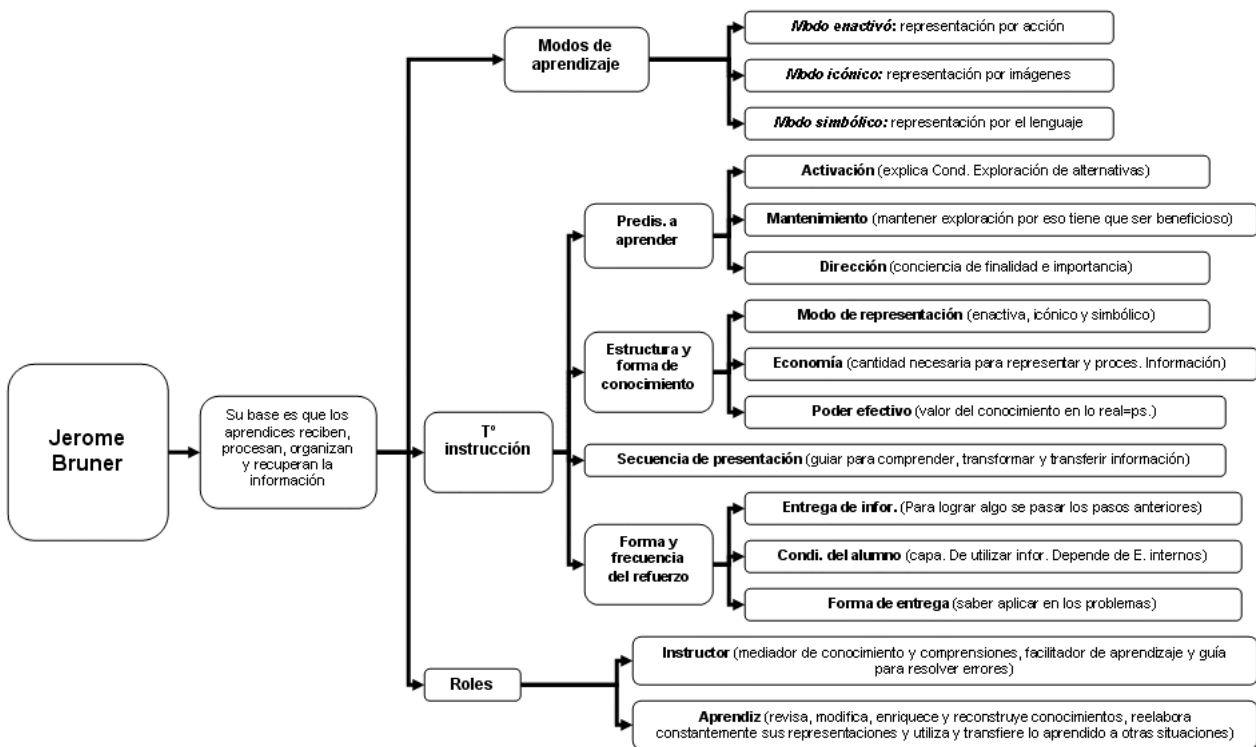 Jerome
Bruner
Su base es que los
aprendices reciben,
procesan, organizan
y recuperan la
información
Modos de
aprendizaje
Modo enactivó: representación por acción
Modo icónico: representación por imágenes
Modo simbólico: representación por el lenguaje
Tº
instrucción
Predis. a
aprender
Activación (explica Cond. Exploración de alternativas)
Mantenimiento (mantener exploración por eso tiene que ser beneficioso)
Dirección (conciencia de finalidad e importancia)
Estructura y
forma de
conocimiento
Modo de representación (enactiva, icónico y simbólico)
Economía (cantidad necesaria para representar y proces. Información)
Poder efectivo (valor del conocimiento en lo real=ps.)
Secuencia de presentación (guiar para comprender, transformar y transferir información)
Forma y
frecuencia
del refuerzo
Entrega de infor. (Para lograr algo se pasar los pasos anteriores)
Condi. del alumno (capa. De utilizar infor. Depende de E. internos)
Forma de entrega (saber aplicar en los problemas)
Roles
Instructor (mediador de conocimiento y comprensiones, facilitador de aprendizaje y guía
para resolver errores)
Aprendiz (revisa, modifica, enriquece y reconstruye conocimientos, reelabora
constantemente sus representaciones y utiliza y transfiere lo aprendido a otras situaciones)